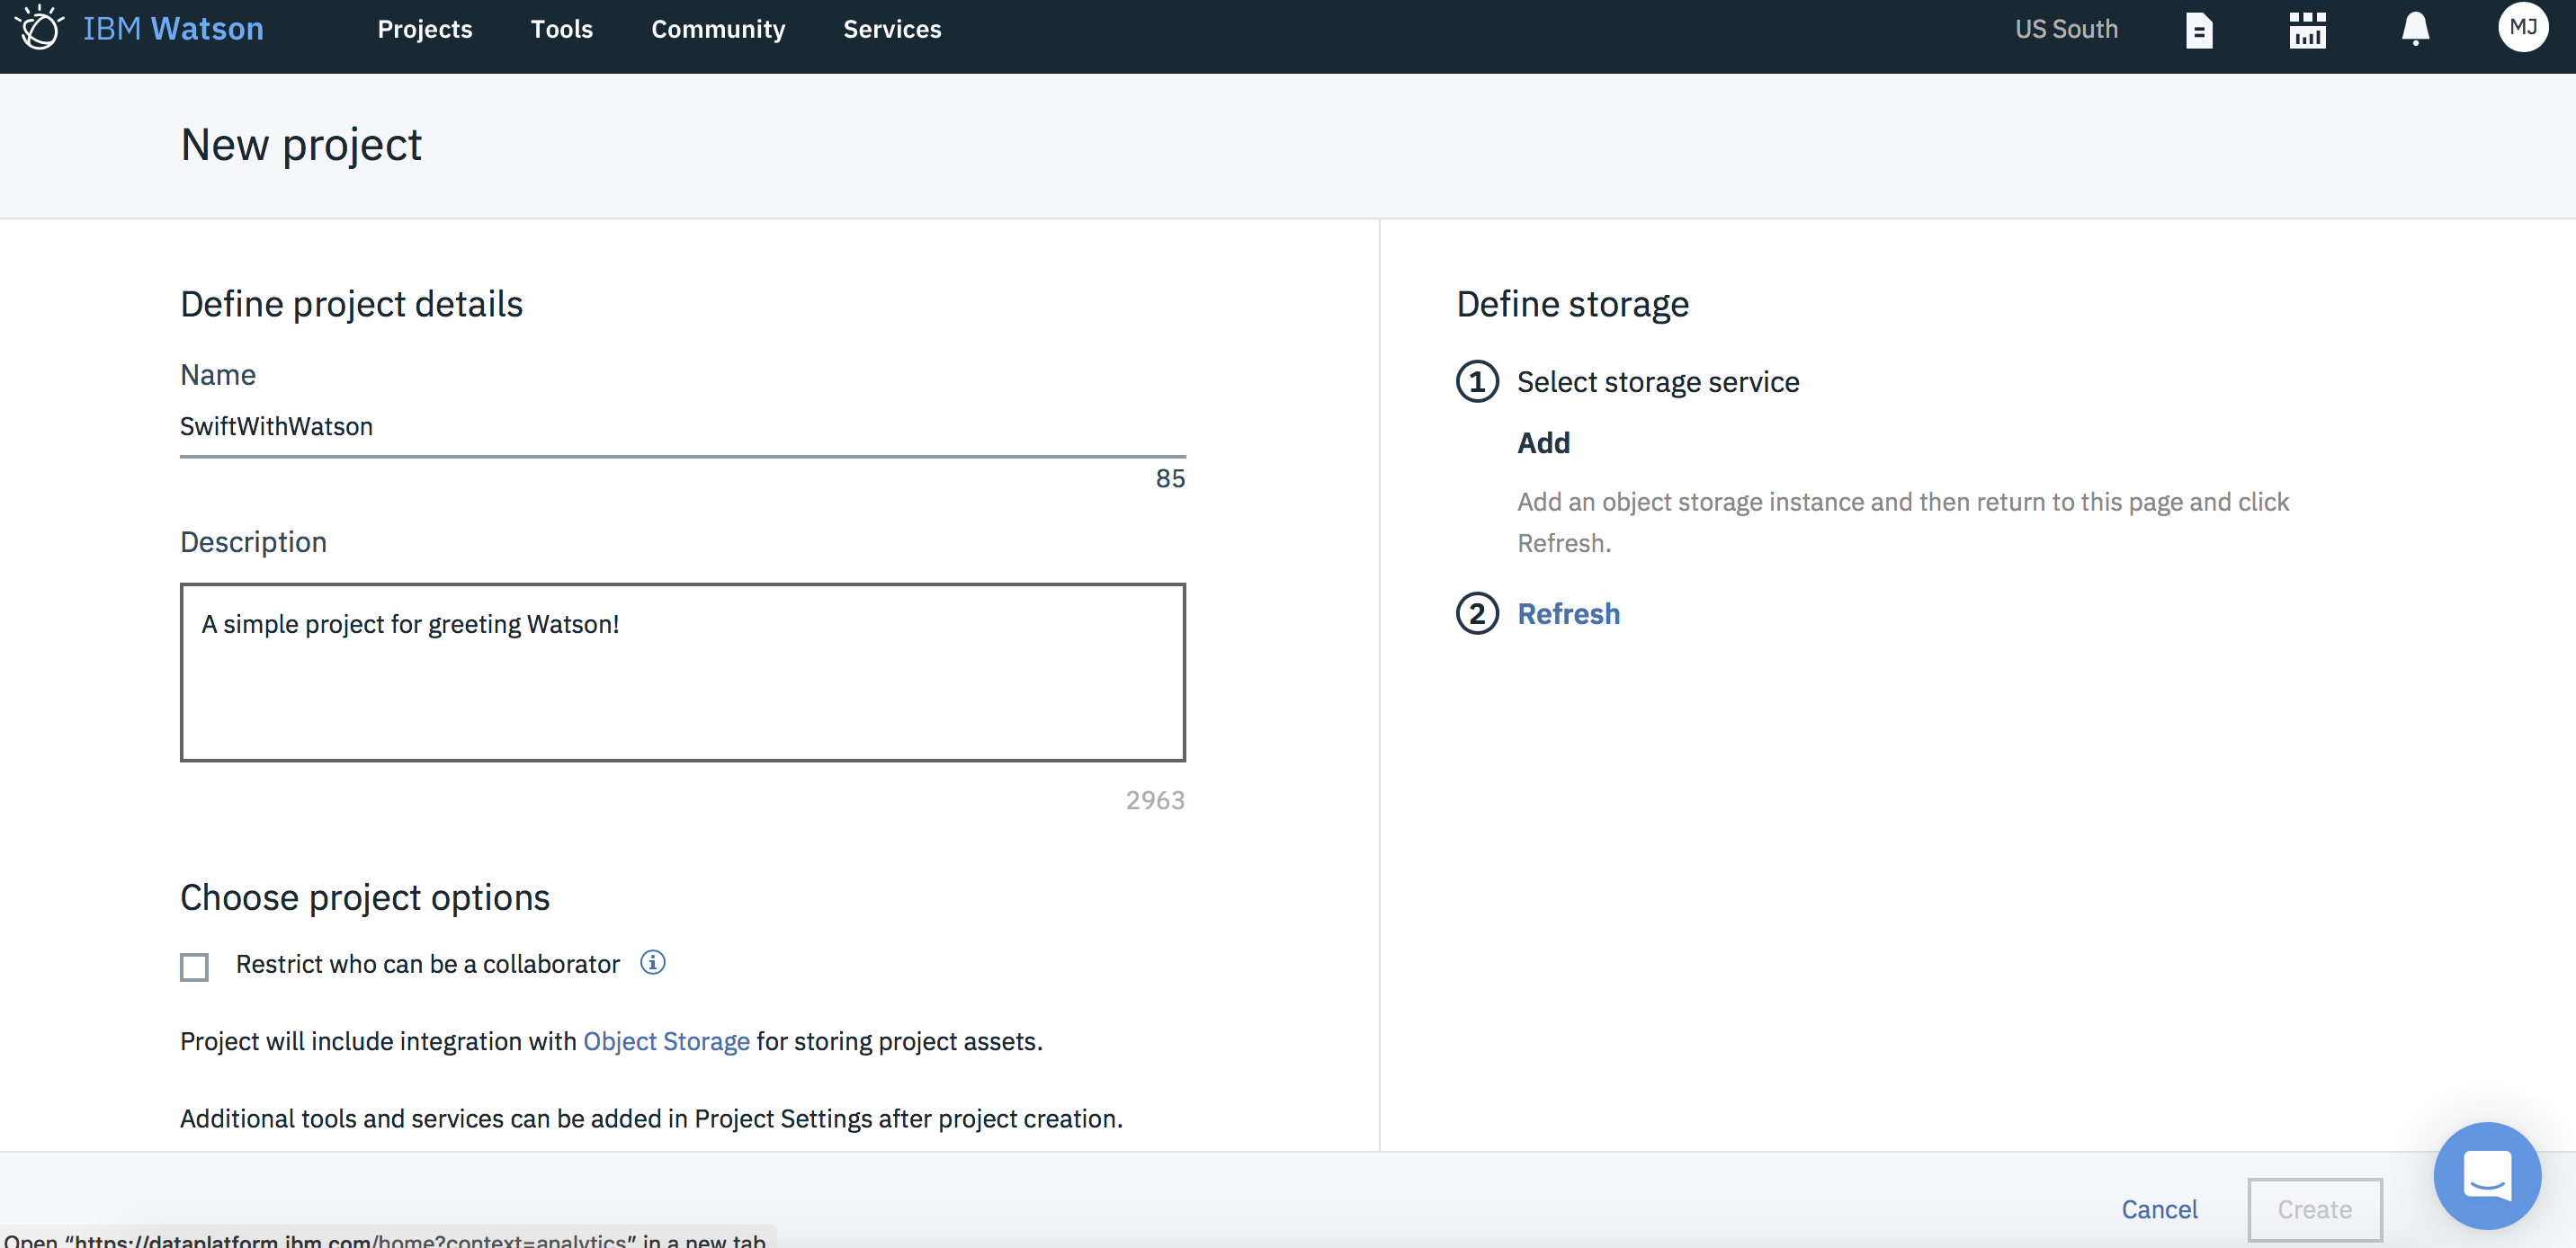 IBM Watson Projects Tools Community Services US South MJ
New project
Define project details
Name
SwiftWithWatson
85
Description
A simple project for greeting Watson!
2963
Choose project options
Restrict who can be a collaborator
Project will include integration with Object Storage for storing project assets.
Additional tools and services can be added in Project Settings after project creation.
Define storage
1 Select storage service
Add
Add an object storage instance and then return to this page and click
Refresh.
2 Refresh
Cancel Create
Open “https://dataplatform.ibm.com/home?context=analytics” in a new tab